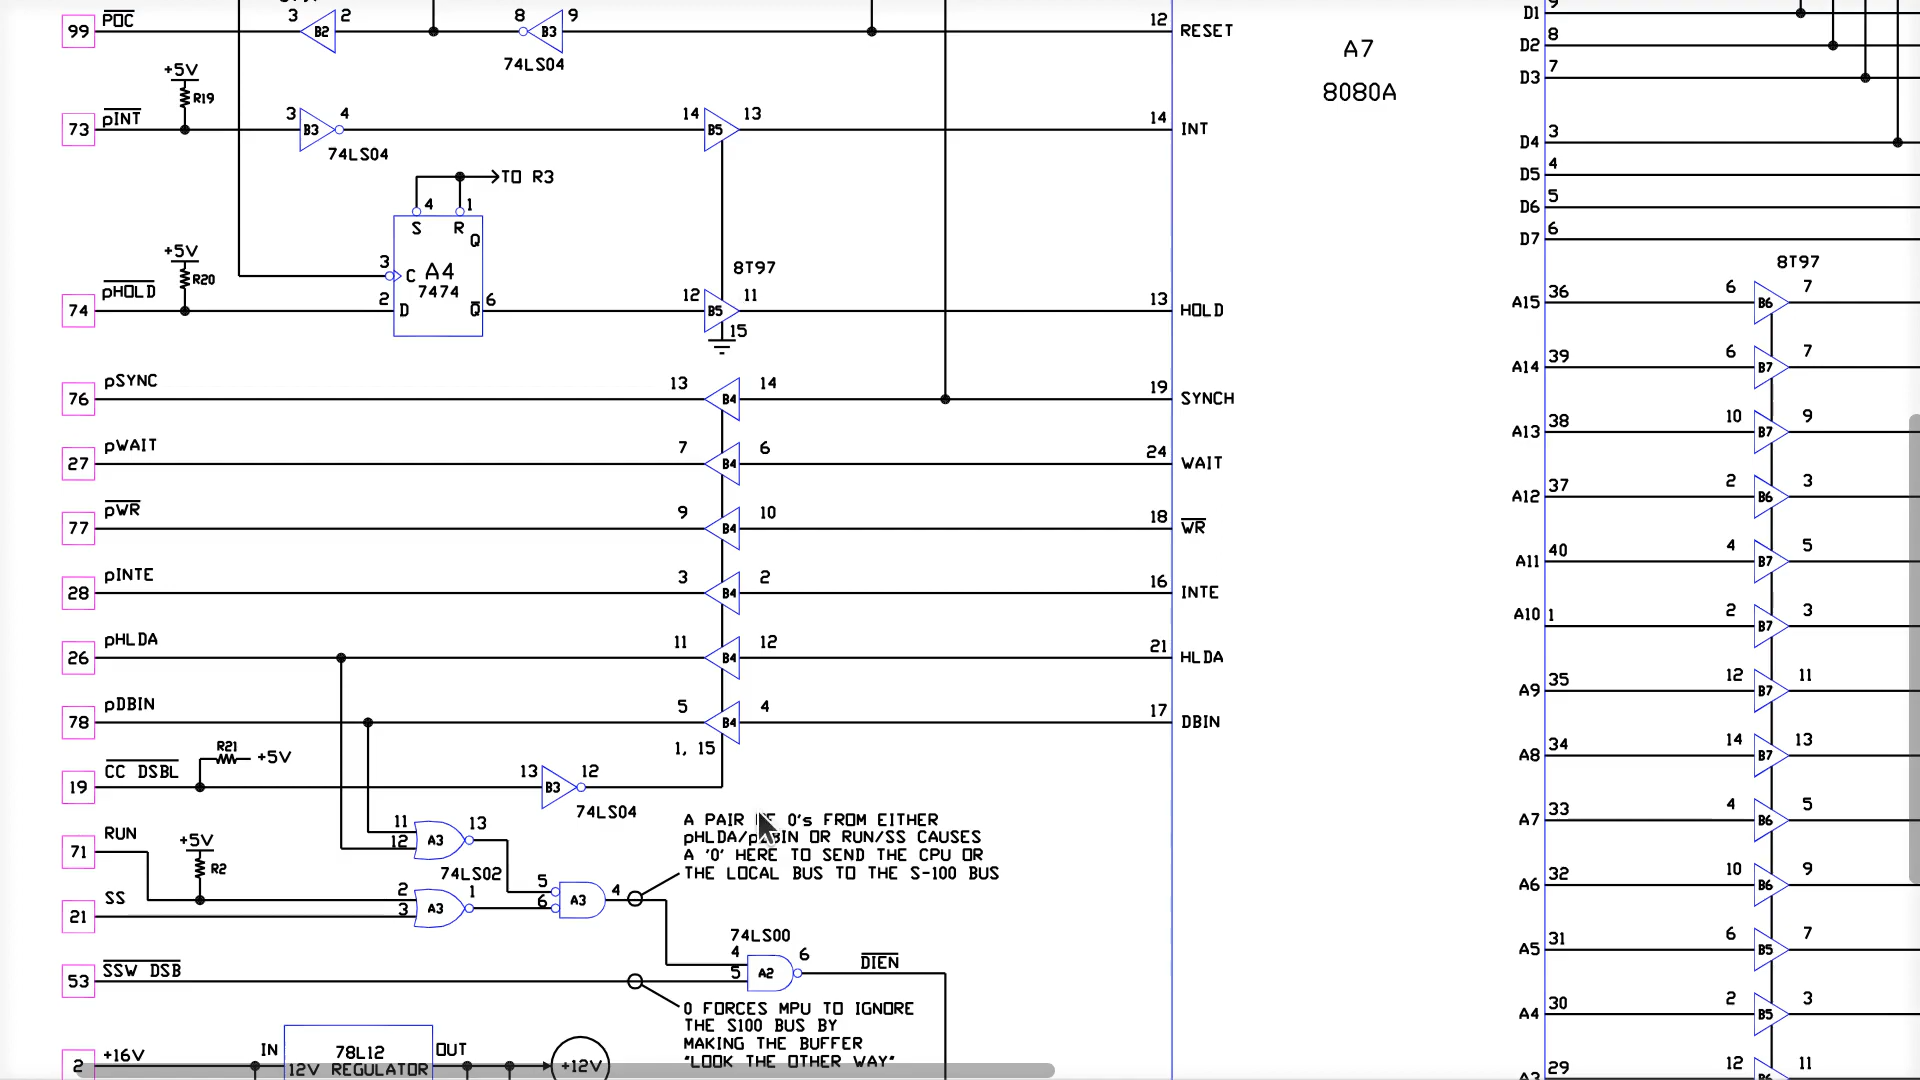 99 POC 3 B2 2 8 B3 9 12 RESET
74LS04
A7
8080A
+5V
R19
73 pINT 3 B3 4 14 B5 13 14 INT
74LS04
TO R3
4 1
S R
Q
3 C A4
7474
+5V
R20
74 pHOLD 2 D Q 6 12 B5 11 13 HOLD
8T97
15
76 pSYNC 13 B4 14 19 SYNCH
27 pWAIT 7 B4 6 24 WAIT
77 pWR 9 B4 10 18 WR
28 pINTE 3 B4 2 16 INTE
26 pHLDA 11 B4 12 21 HLDA
78 pDBIN 5 B4 4 17 DBIN
1, 15
R21 +5V
19 CC DSBL 13 B3 12
74LS04
71 RUN
+5V
R2
11 12 A3 13
74LS02
21 SS
2 3 A3 1
5 6 A3 4
A PAIR 0's FROM EITHER
pHLDA/pDBIN OR RUN/SS CAUSES
A '0' HERE TO SEND THE CPU OR
THE LOCAL BUS TO THE S-100 BUS
74LS00
53 SSW DSB 4 5 A2 6 DIEN
0 FORCES MPU TO IGNORE
THE S100 BUS BY
MAKING THE BUFFER
"LOOK THE OTHER WAY"
2 +16V IN 78L12 OUT
12V REGULATOR
+12V
D1 9
D2 8
D3 7
D4 3
D5 4
D6 5
D7 6
8T97
A15 36 6 B6 7
A14 39 6 B7 7
A13 38 10 B7 9
A12 37 2 B6 3
A11 40 4 B7 5
A10 1 2 B7 3
A9 35 12 B7 11
A8 34 14 B7 13
A7 33 4 B6 5
A6 32 10 B6 9
A5 31 6 B5 7
A4 30 2 B5 3
A3 29 12 B6 11